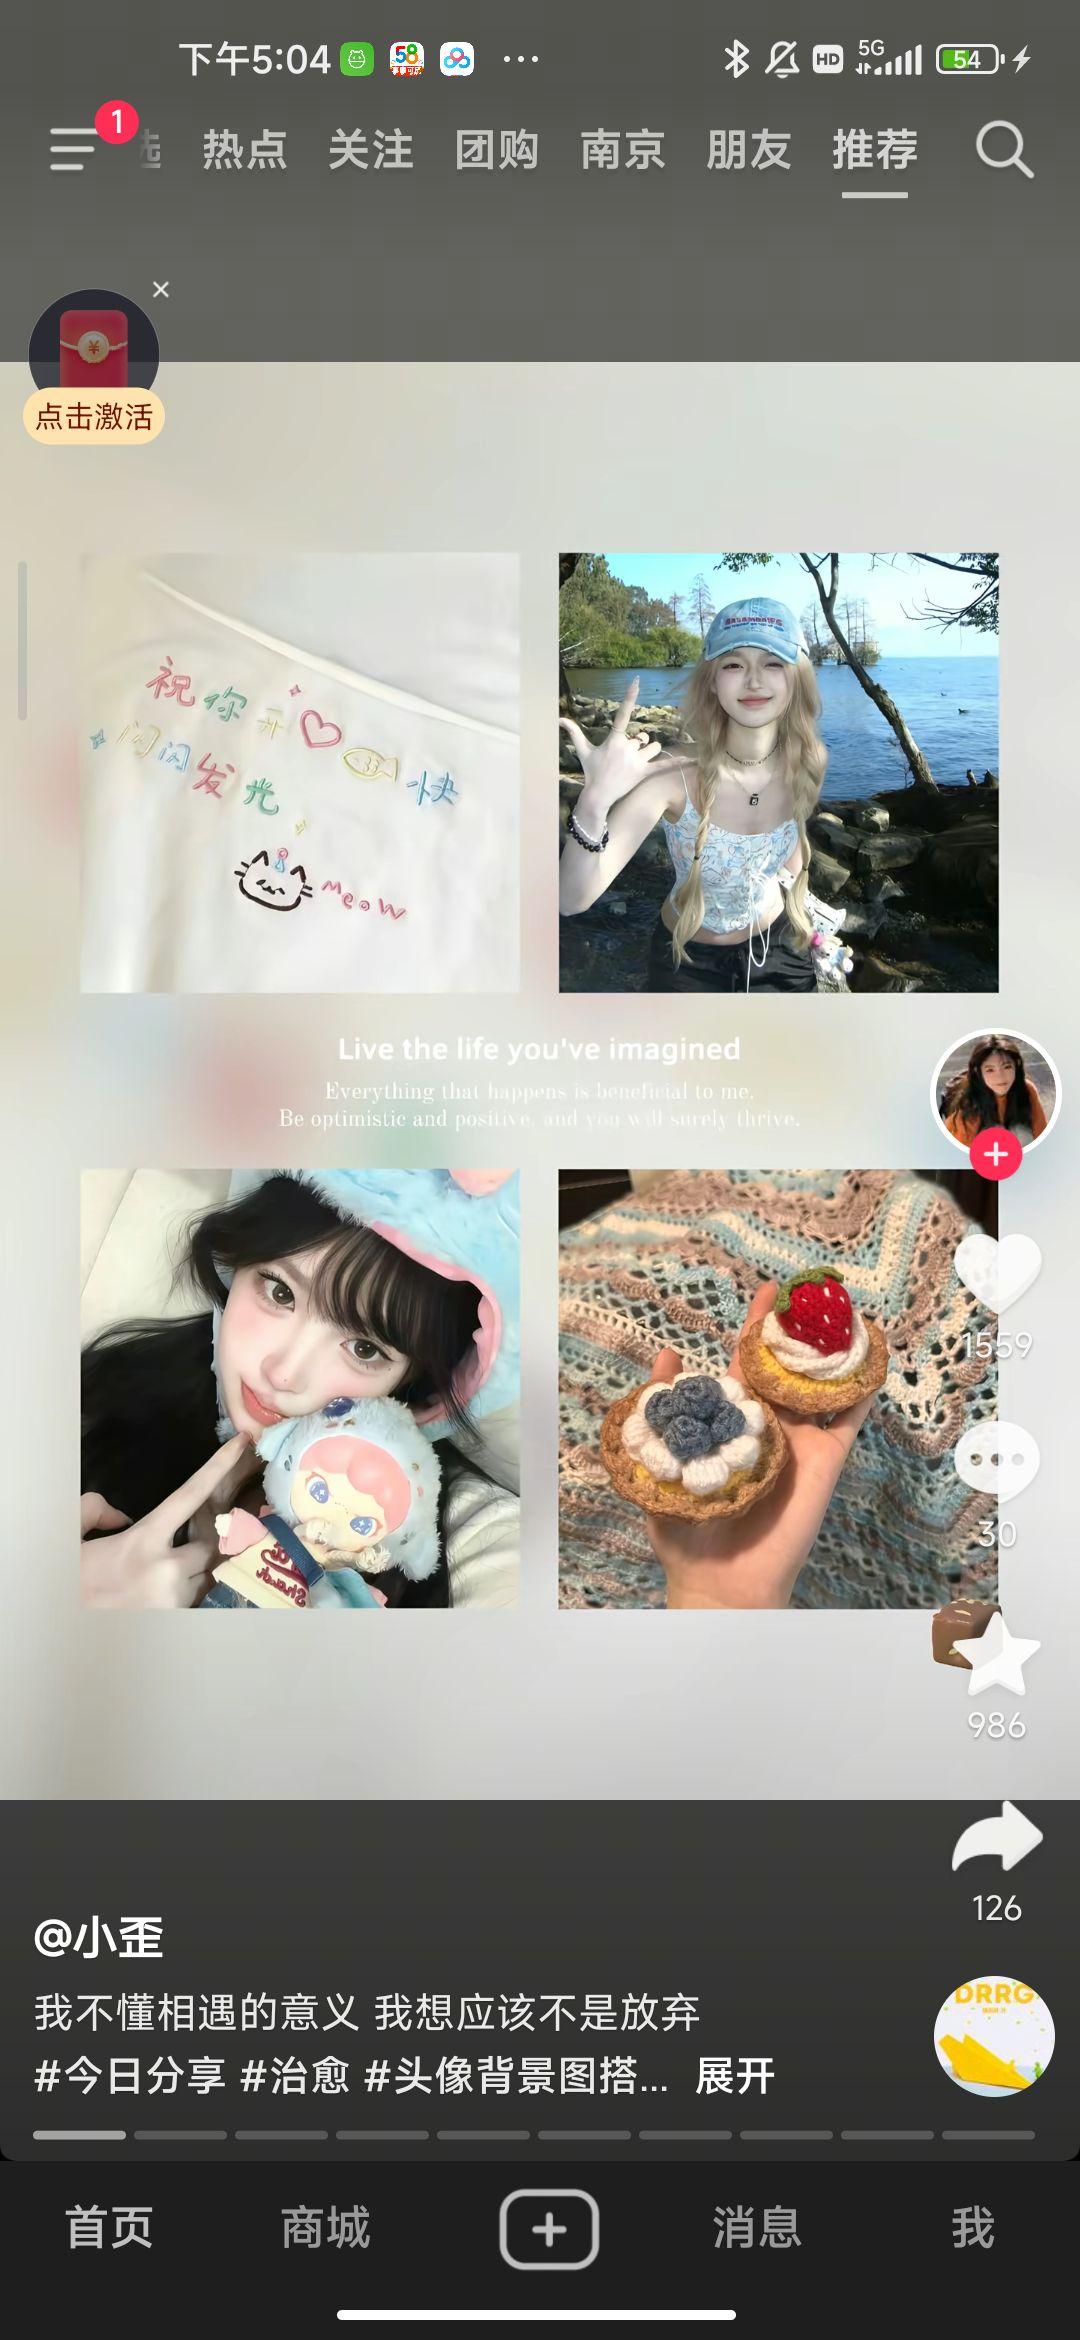 下午5:04
58
HD
5G
54
1
热点 关注 团购 南京 朋友 推荐
点击激活
祝你开快
闪闪发光
meow
Live the life you've imagined
Everything that happens is beneficial to me.
Be optimistic and positive, and you will surely thrive.
1559
30
986
126
@小歪
我不懂相遇的意义 我想应该不是放弃
#今日分享 #治愈 #头像背景图搭... 展开
DRRG
首页 商城 消息 我